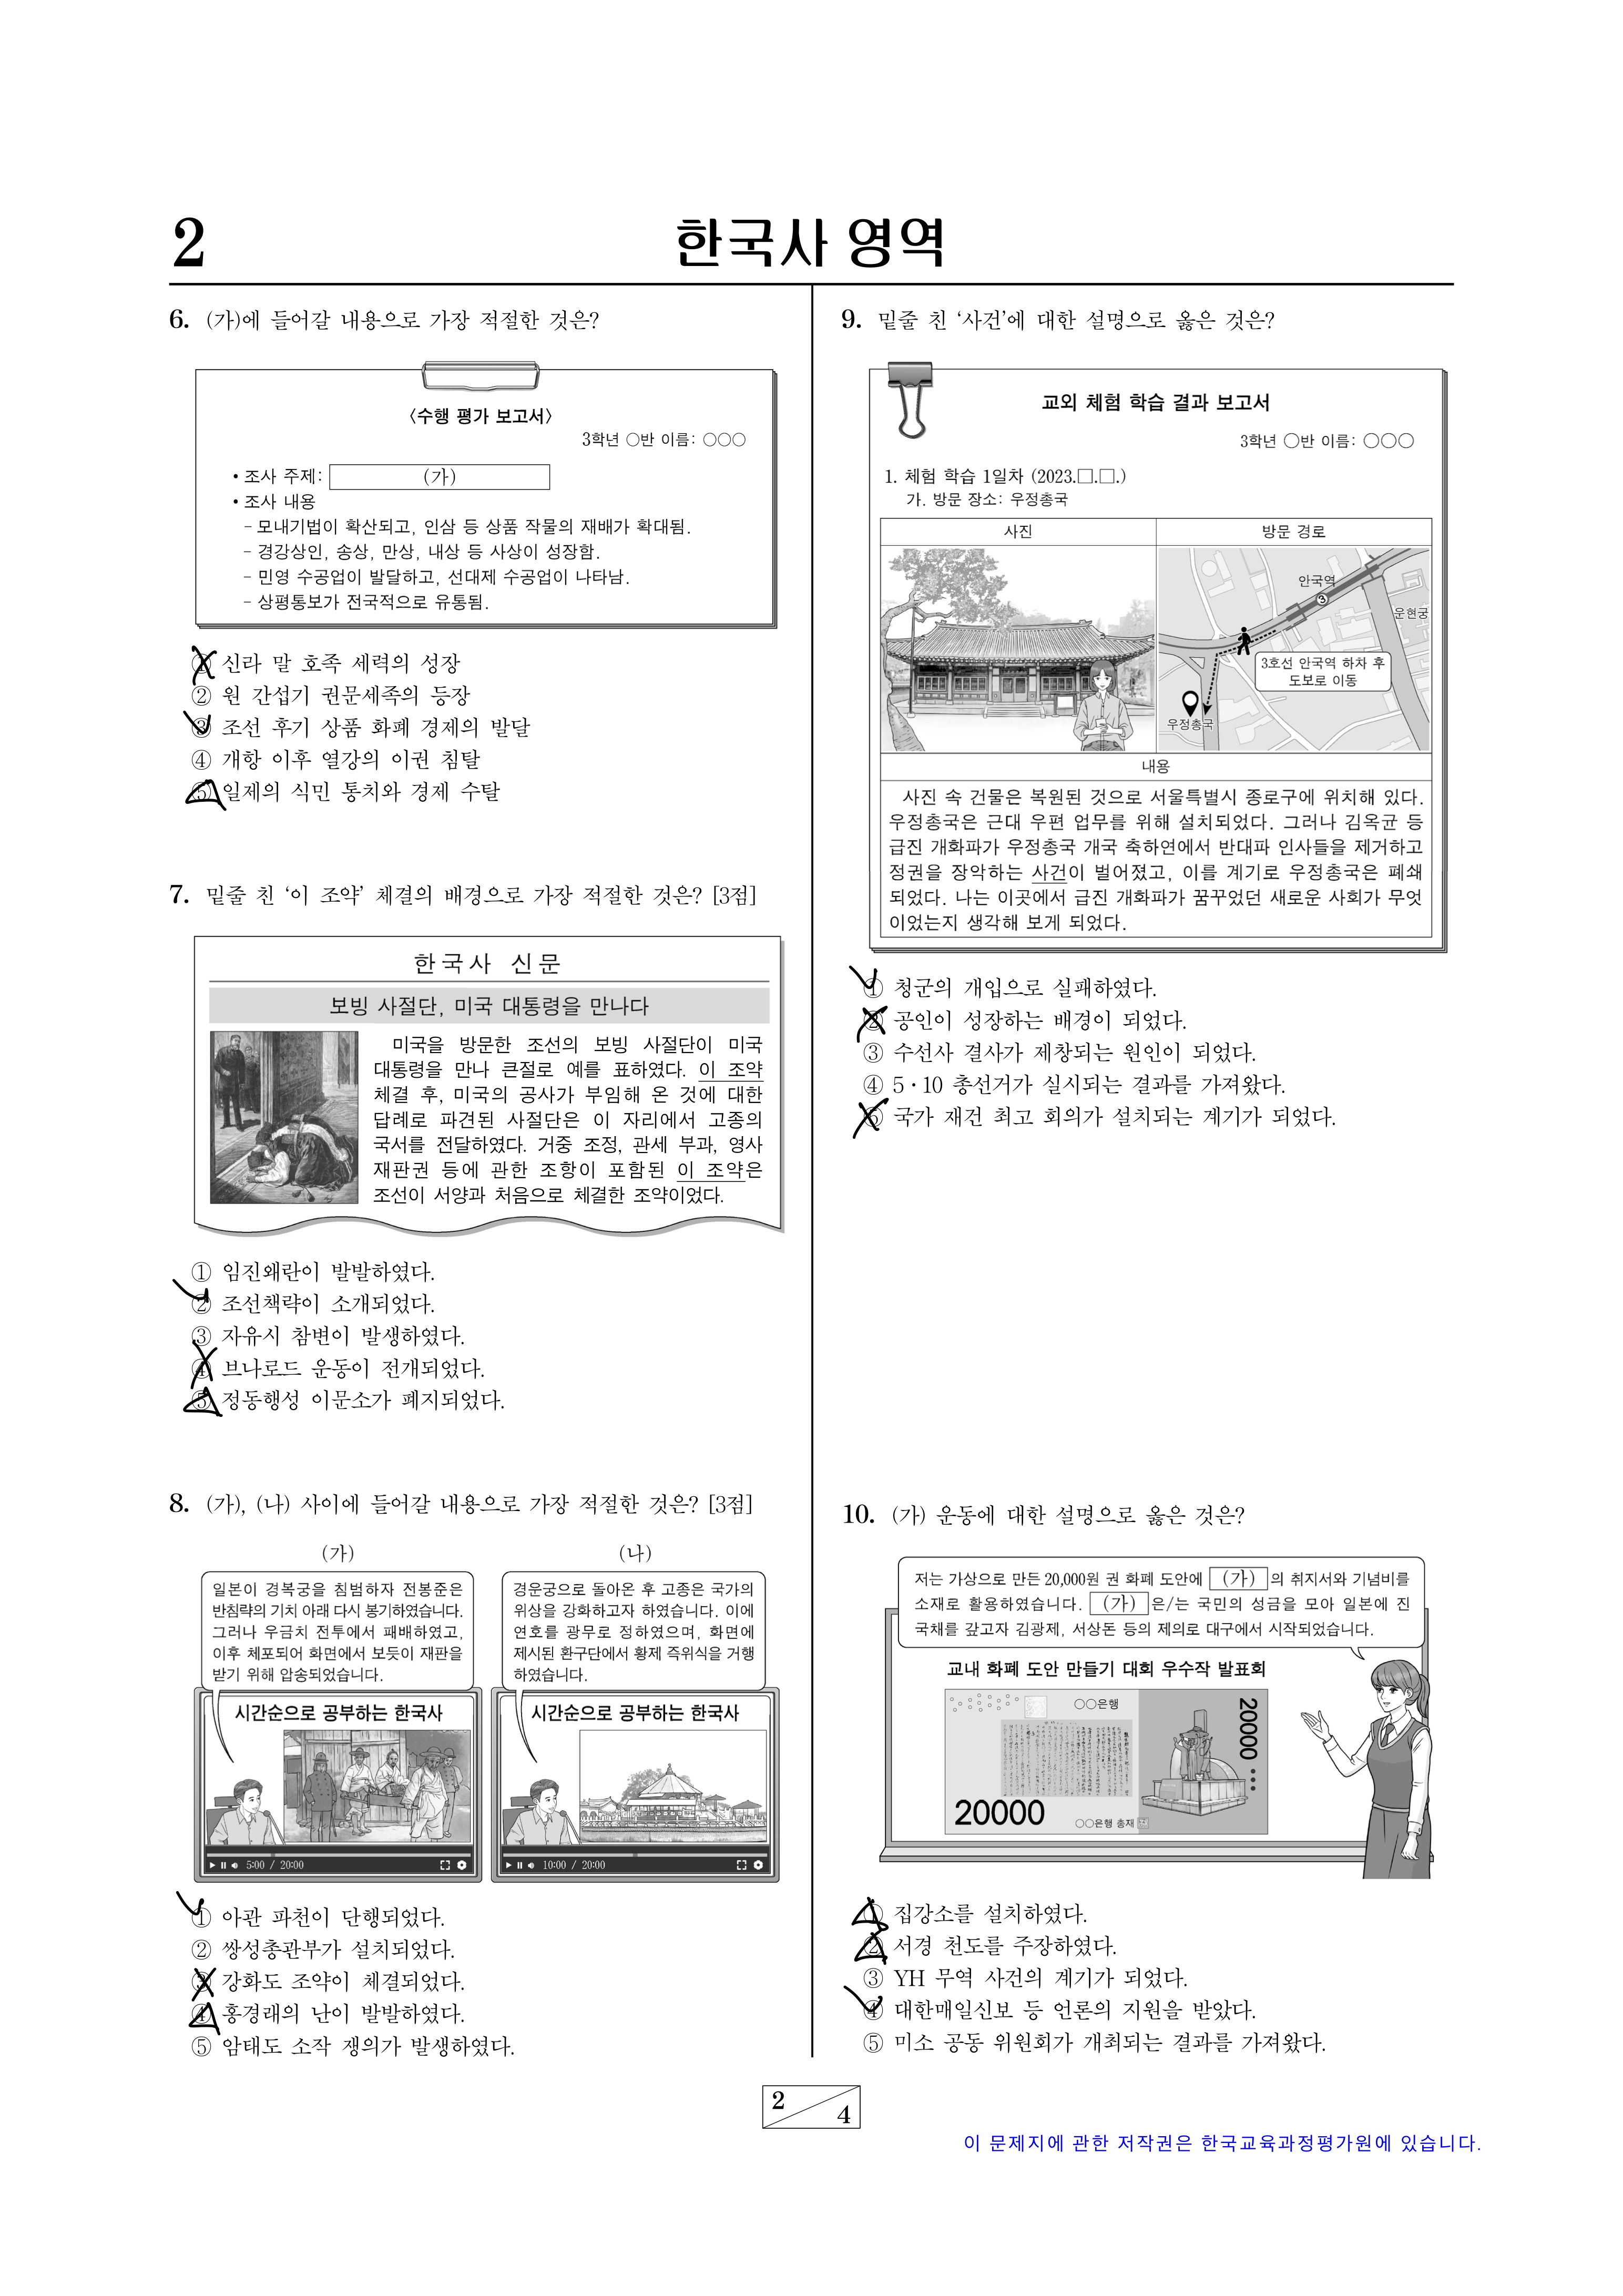 2
한국사 영역
6. (가)에 들어갈 내용으로 가장 적절한 것은?
〈수행 평가 보고서〉
3학년 ○반 이름: ○○○
• 조사 주제: (가)
• 조사 내용
- 모내기법이 확산되고, 인삼 등 상품 작물의 재배가 확대됨.
- 경강상인, 송상, 만상, 내상 등 사상이 성장함.
- 민영 수공업이 발달하고, 선대제 수공업이 나타남.
- 상평통보가 전국적으로 유통됨.
① 신라 말 호족 세력의 성장
② 원 간섭기 권문세족의 등장
③ 조선 후기 상품 화폐 경제의 발달
④ 개항 이후 열강의 이권 침탈
⑤ 일제의 식민 통치와 경제 수탈
7. 밑줄 친 ‘이 조약’ 체결의 배경으로 가장 적절한 것은? [3점]
한국사 신문
보빙 사절단, 미국 대통령을 만나다
미국을 방문한 조선의 보빙 사절단이 미국
대통령을 만나 큰절로 예를 표하였다. 이 조약
체결 후, 미국의 공사가 부임해 온 것에 대한
답례로 파견된 사절단은 이 자리에서 고종의
국서를 전달하였다. 거중 조정, 관세 부과, 영사
재판권 등에 관한 조항이 포함된 이 조약은
조선이 서양과 처음으로 체결한 조약이었다.
① 임진왜란이 발발하였다.
② 조선책략이 소개되었다.
③ 자유시 참변이 발생하였다.
④ 브나로드 운동이 전개되었다.
⑤ 정동행성 이문소가 폐지되었다.
8. (가), (나) 사이에 들어갈 내용으로 가장 적절한 것은? [3점]
(가)
일본이 경복궁을 침범하자 전봉준은
반침략의 기치 아래 다시 봉기하였습니다.
그러나 우금치 전투에서 패배하였고,
이후 체포되어 화면에서 보듯이 재판을
받기 위해 압송되었습니다.
시간순으로 공부하는 한국사
5:00 / 20:00
(나)
경운궁으로 돌아온 후 고종은 국가의
위상을 강화하고자 하였습니다. 이에
연호를 광무로 정하였으며, 화면에
제시된 환구단에서 황제 즉위식을 거행
하였습니다.
시간순으로 공부하는 한국사
10:00 / 20:00
① 아관 파천이 단행되었다.
② 쌍성총관부가 설치되었다.
③ 강화도 조약이 체결되었다.
④ 홍경래의 난이 발발하였다.
⑤ 암태도 소작 쟁의가 발생하였다.
9. 밑줄 친 ‘사건’에 대한 설명으로 옳은 것은?
교외 체험 학습 결과 보고서
3학년 ○반 이름: ○○○
1. 체험 학습 1일차 (2023.□.□.)
가. 방문 장소: 우정총국
사진
방문 경로
안국역
3
운현궁
3호선 안국역 하차 후
도보로 이동
우정총국
내용
사진 속 건물은 복원된 것으로 서울특별시 종로구에 위치해 있다.
우정총국은 근대 우편 업무를 위해 설치되었다. 그러나 김옥균 등
급진 개화파가 우정총국 개국 축하연에서 반대파 인사들을 제거하고
정권을 장악하는 사건이 벌어졌고, 이를 계기로 우정총국은 폐쇄
되었다. 나는 이곳에서 급진 개화파가 꿈꾸었던 새로운 사회가 무엇
이었는지 생각해 보게 되었다.
① 청군의 개입으로 실패하였다.
② 공인이 성장하는 배경이 되었다.
③ 수선사 결사가 제창되는 원인이 되었다.
④ 5·10 총선거가 실시되는 결과를 가져왔다.
⑤ 국가 재건 최고 회의가 설치되는 계기가 되었다.
10. (가) 운동에 대한 설명으로 옳은 것은?
저는 가상으로 만든 20,000원 권 화폐 도안에 (가) 의 취지서와 기념비를
소재로 활용하였습니다. (가) 은/는 국민의 성금을 모아 일본에 진
국채를 갚고자 김광제, 서상돈 등의 제의로 대구에서 시작되었습니다.
교내 화폐 도안 만들기 대회 우수작 발표회
○○은행
20000
20000
○○은행 총재
① 집강소를 설치하였다.
② 서경 천도를 주장하였다.
③ YH 무역 사건의 계기가 되었다.
④ 대한매일신보 등 언론의 지원을 받았다.
⑤ 미소 공동 위원회가 개최되는 결과를 가져왔다.
2
4
이 문제지에 관한 저작권은 한국교육과정평가원에 있습니다.